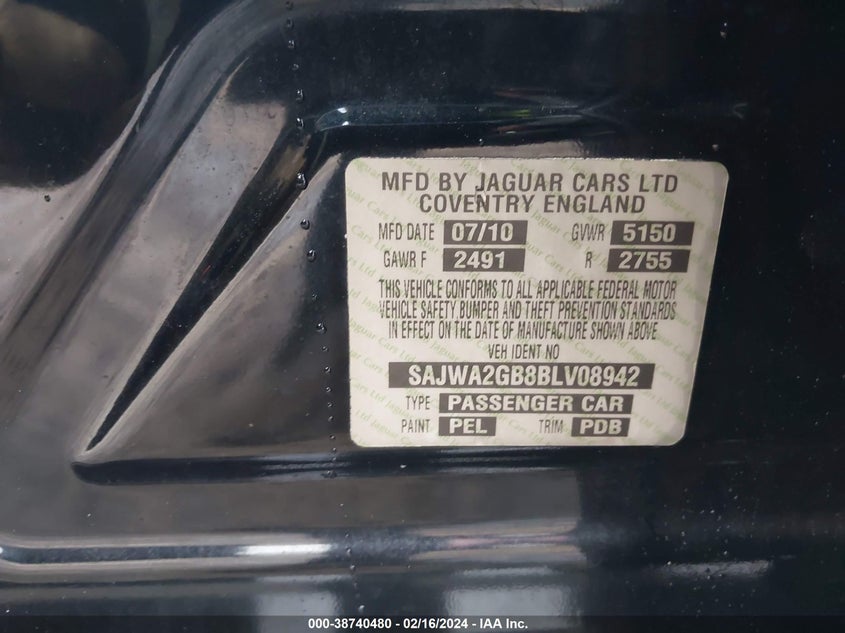 MFD BY JAGUAR CARS LTD
COVENTRY ENGLAND
MFD DATE 07/10 GVWR 5150
GAWR F 2491 R 2755
THIS VEHICLE CONFORMS TO ALL APPLICABLE FEDERAL MOTOR
VEHICLE SAFETY, BUMPER AND THEFT PREVENTION STANDARDS
IN EFFECT ON THE DATE OF MANUFACTURE SHOWN ABOVE
VEH IDENT NO
SAJWA2GB8BLV08942
TYPE PASSENGER CAR
PAINT PEL TRIM PDB
000-38740480 - 02/16/2024 - IAA Inc.